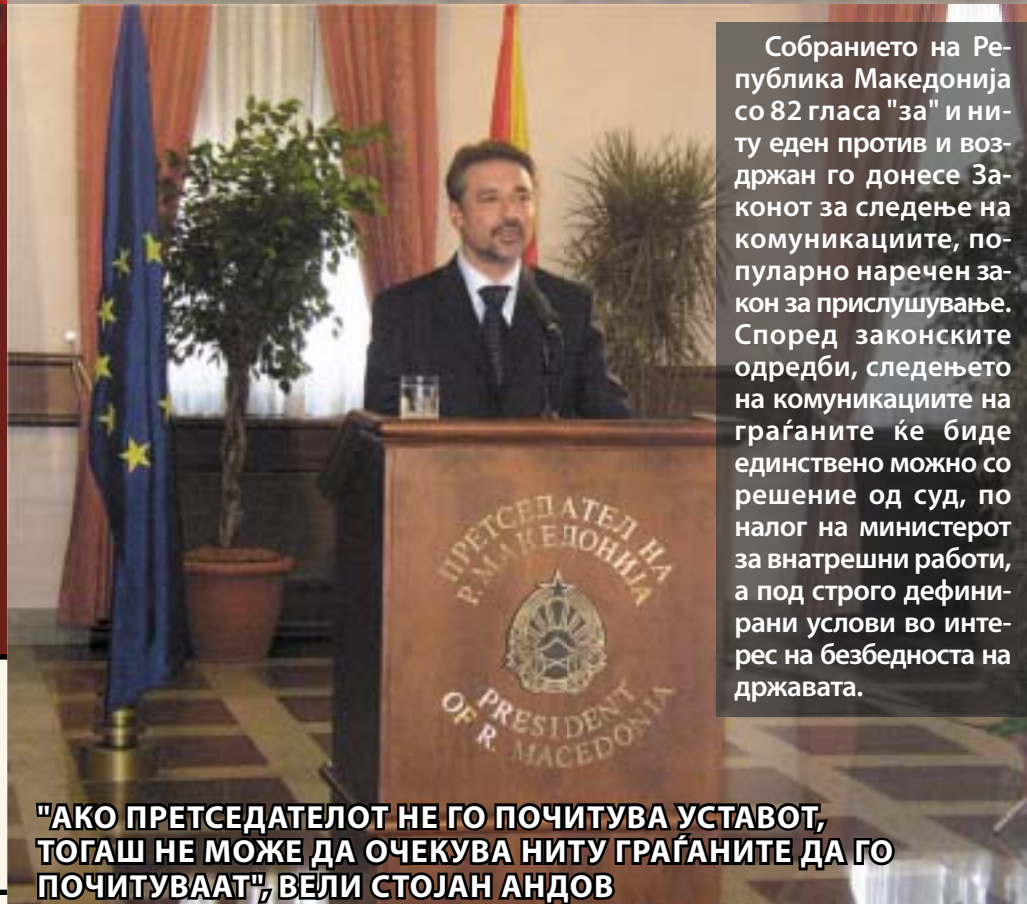 Собранието на Ре-
публика Македонија
со 82 гласа "за" и ни-
ту еден против и воз-
држан го донесе За-
конот за следење на
комуникациите, по-
пуларно наречен за-
кон за прислушување.
Според законските
одредби, следењето
на комуникациите на
граѓаните ќе биде
единствено можно со
решение од суд, по
налог на министерот
за внатрешни работи,
а под строго дефини-
рани услови во инте-
рес на безбедноста на
државата.
ПРЕТСЕДАТЕЛ НА
Р. МАКЕДОНИЈА
PRESIDENT
OF R. MACEDONIA
"АКО ПРЕТСЕДАТЕЛОТ НЕ ГО ПОЧИТУВА УСТАВОТ,
ТОГАШ НЕ МОЖЕ ДА ОЧЕКУВА НИТУ ГРАЃАНИТЕ ДА ГО
ПОЧИТУВААТ", ВЕЛИ СТОЈАН АНДОВ